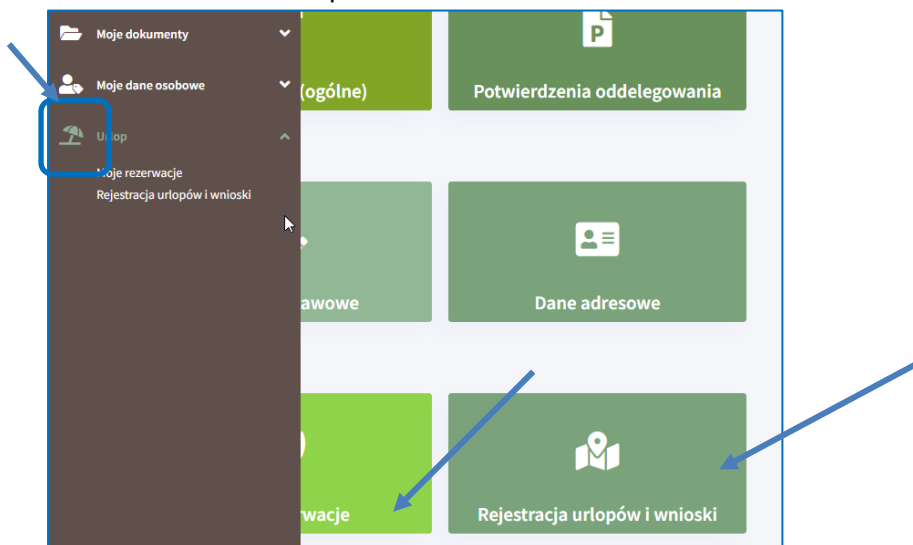 Moje dokumenty
Moje dane osobowe
Urlop
Moje rezerwacje
Rejestracja urlopów i wnioski
(ogólne)
P
Potwierdzenia oddelegowania
awowe
Dane adresowe
rwacje
Rejestracja urlopów i wnioski